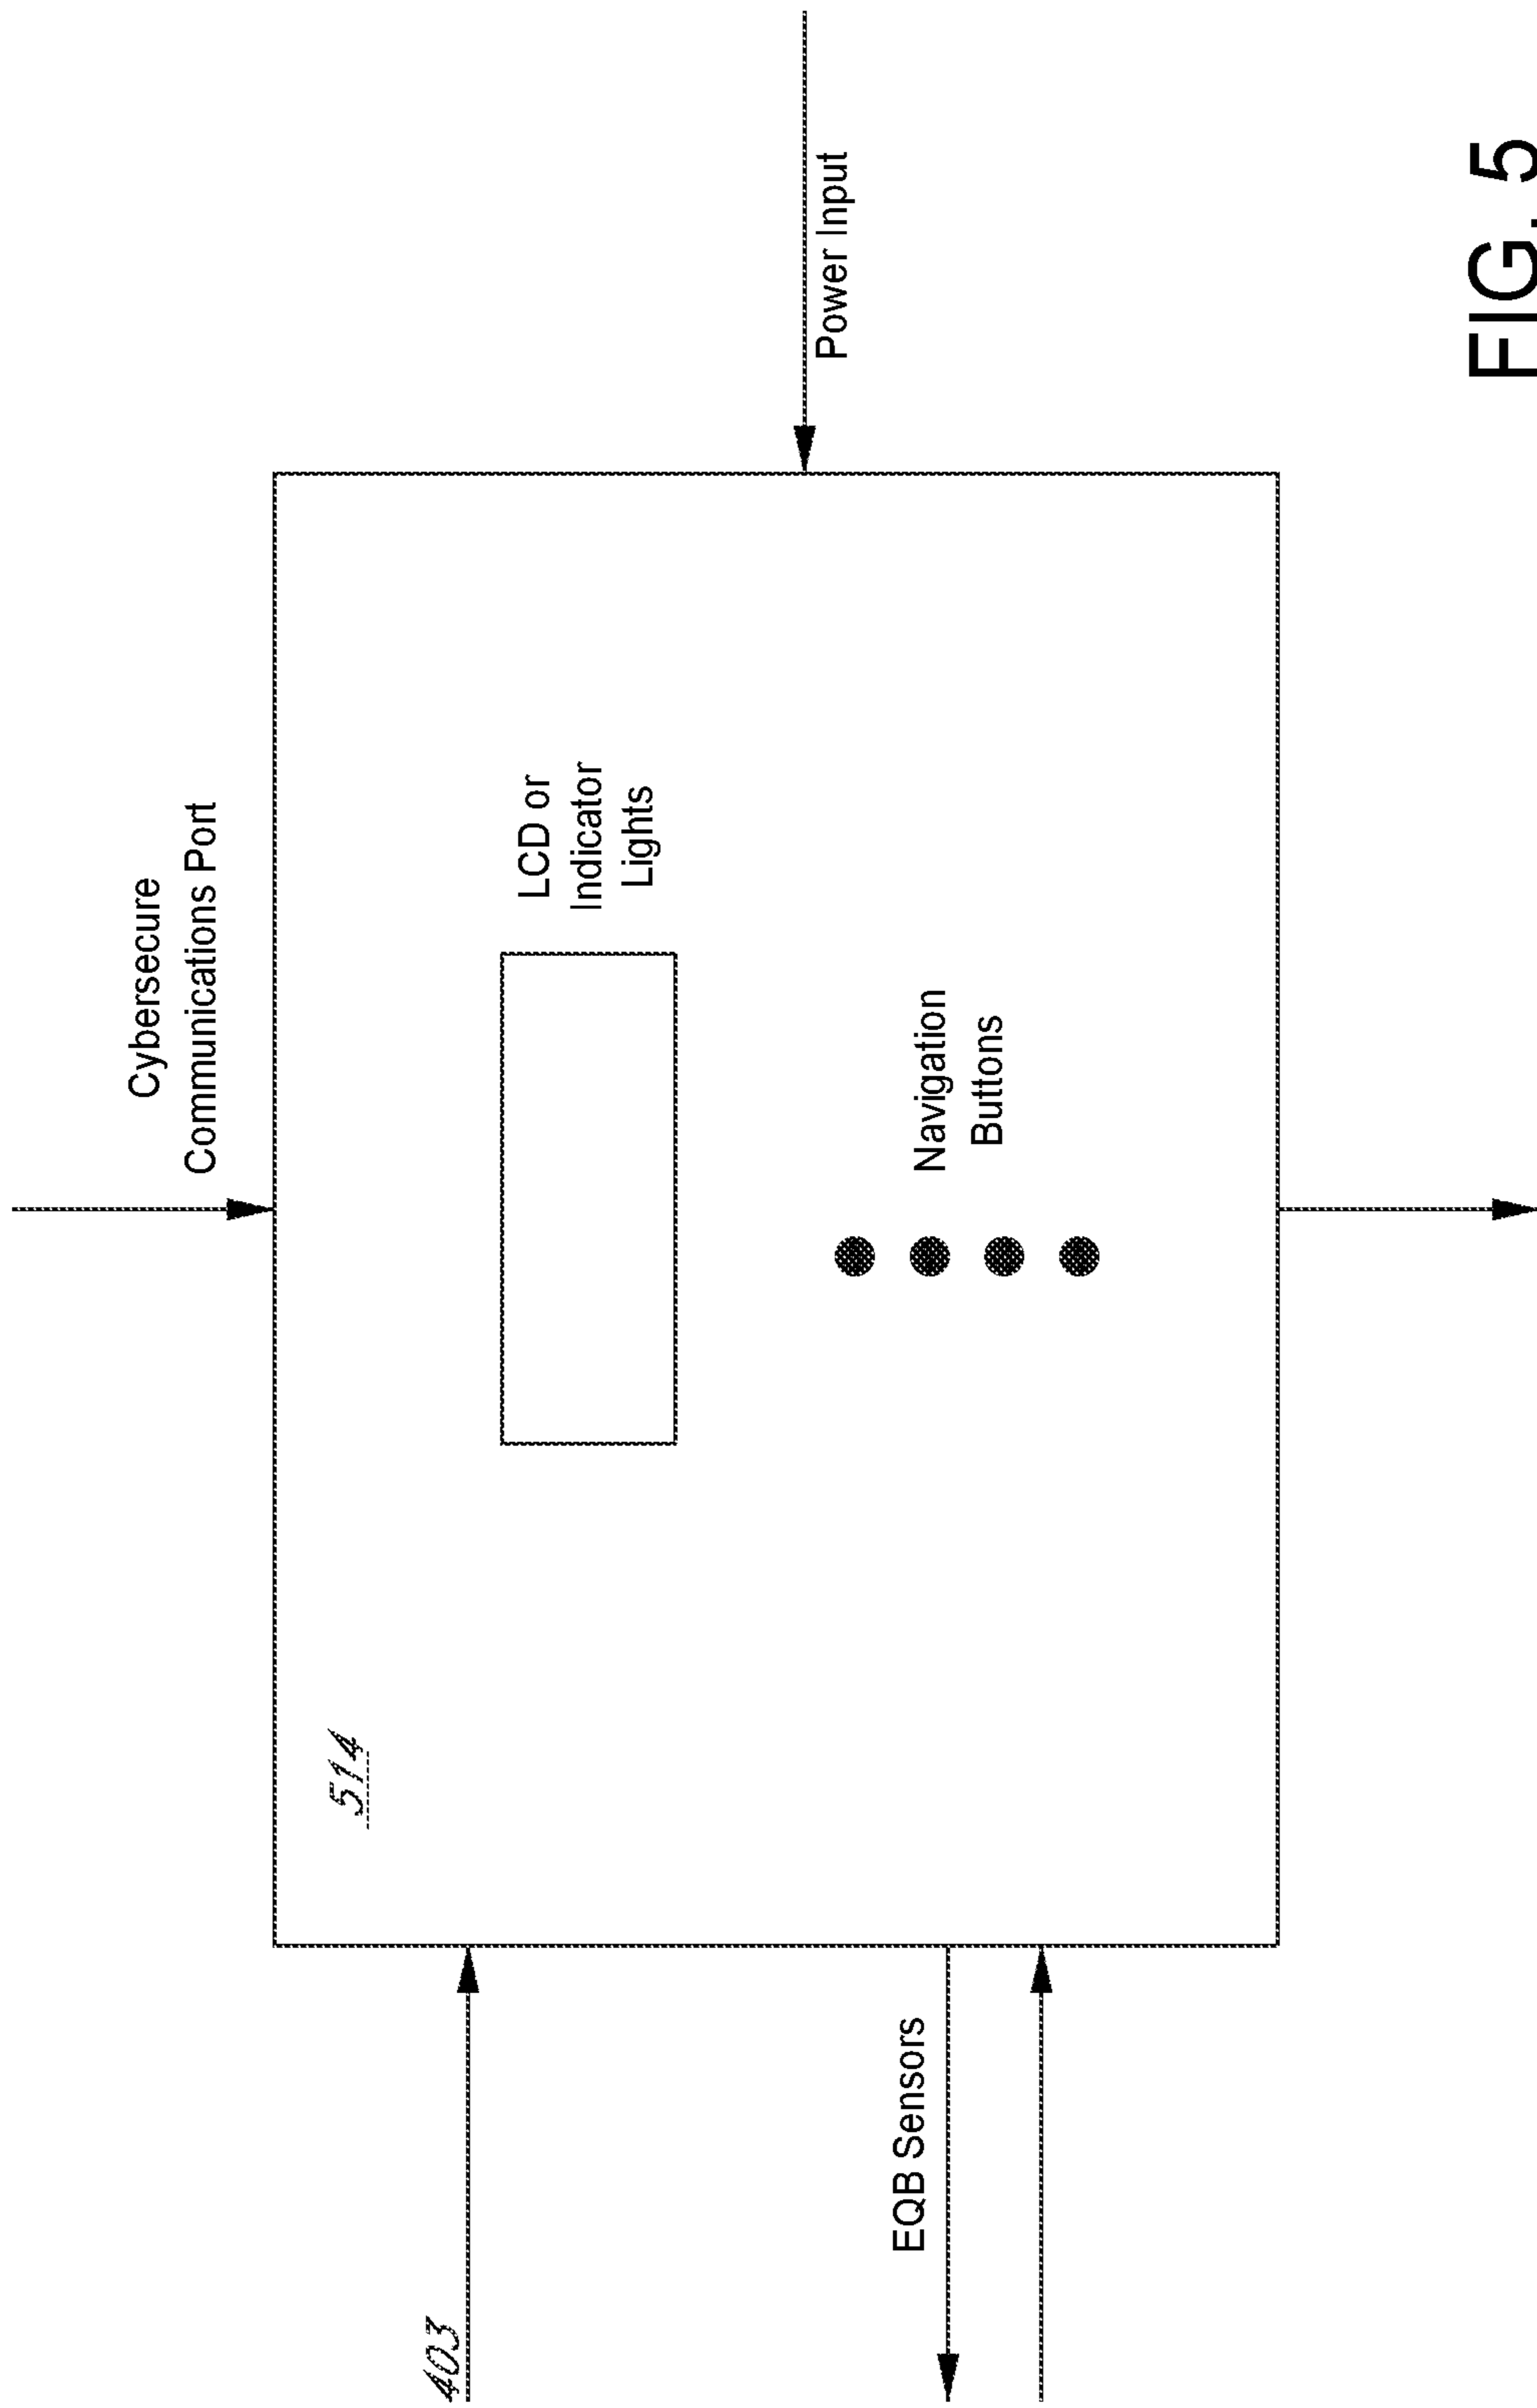 Cybersecure
Communications Port
514
403
LCD or
Indicator
Lights
Navigation
Buttons
EQB Sensors
Power Input
FIG. 5